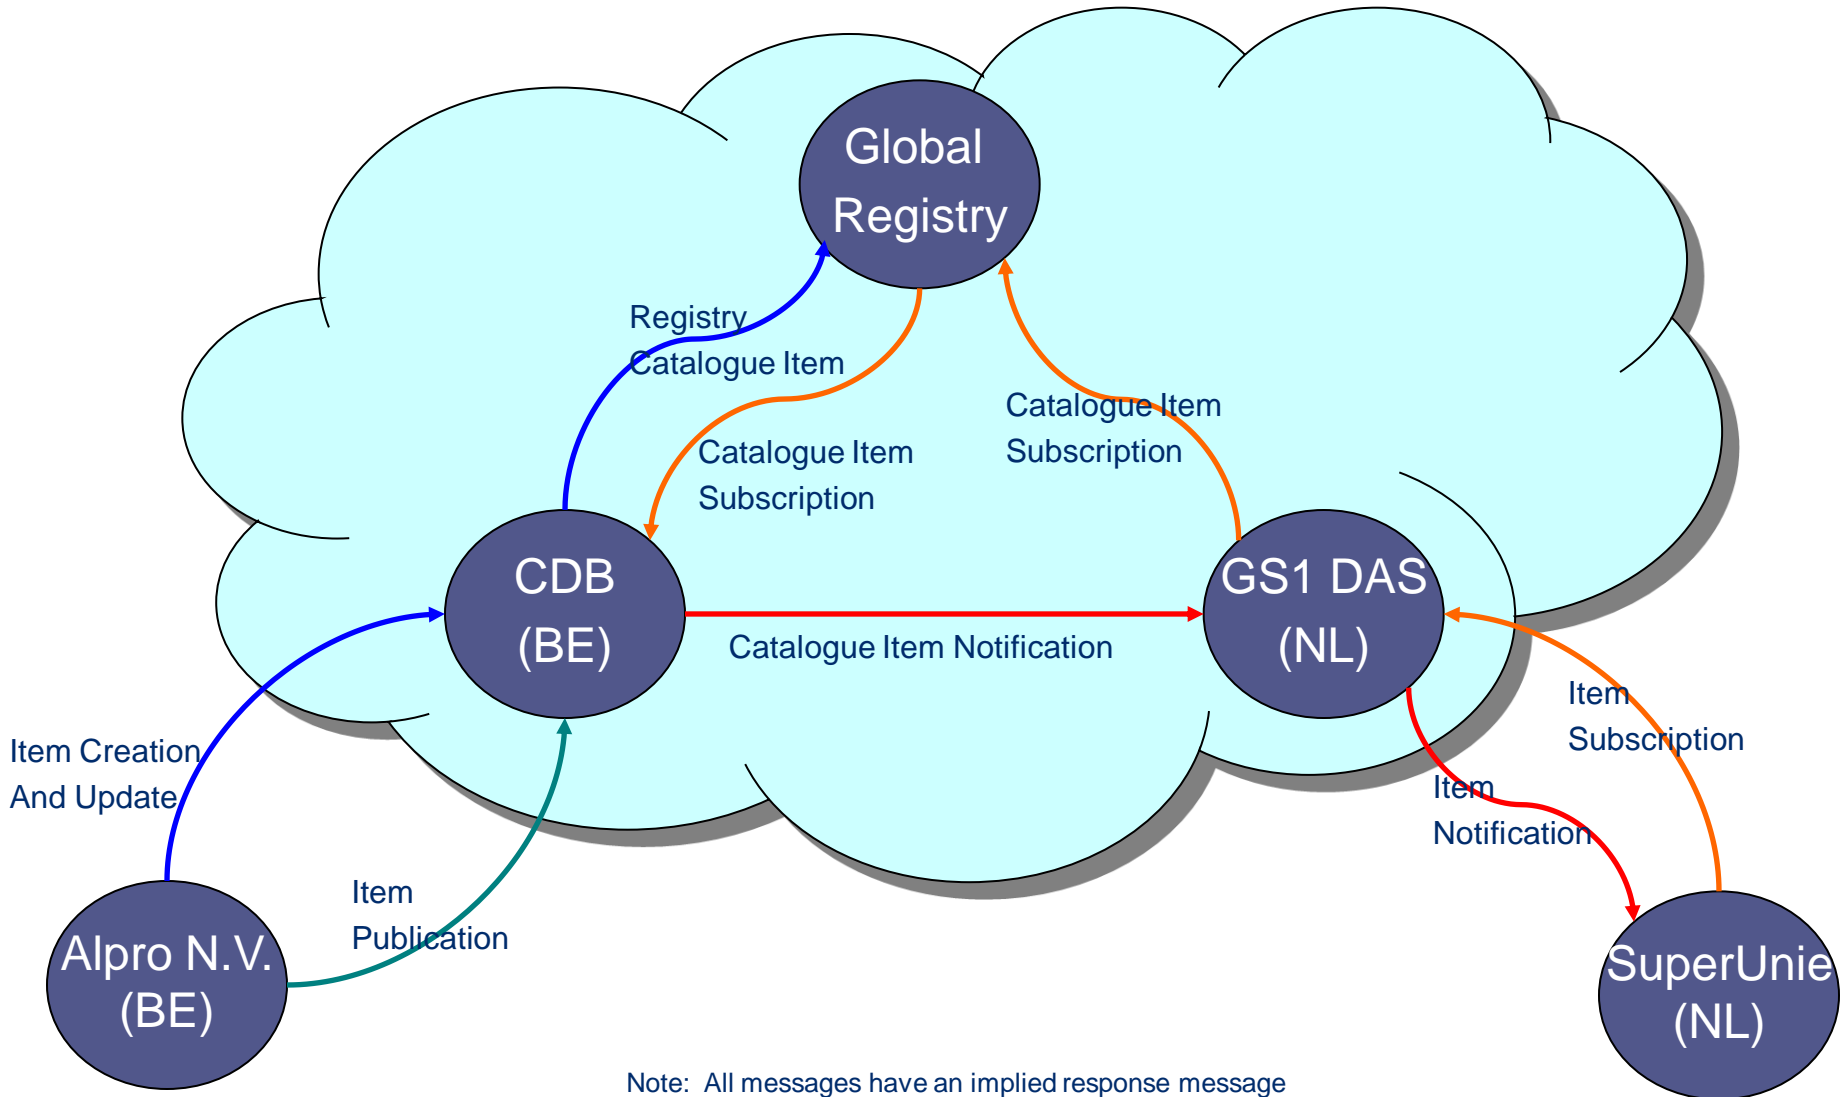 Global
Registry
Registry
Catalogue Item
Catalogue Item
Subscription
Catalogue Item
Subscription
CDB
(BE)
GS1 DAS
(NL)
Catalogue Item Notification
Item Creation
And Update
Item
Subscription
Item
Notification
Item
Publication
Alpro N.V.
(BE)
SuperUnie
(NL)
Note: All messages have an implied response message